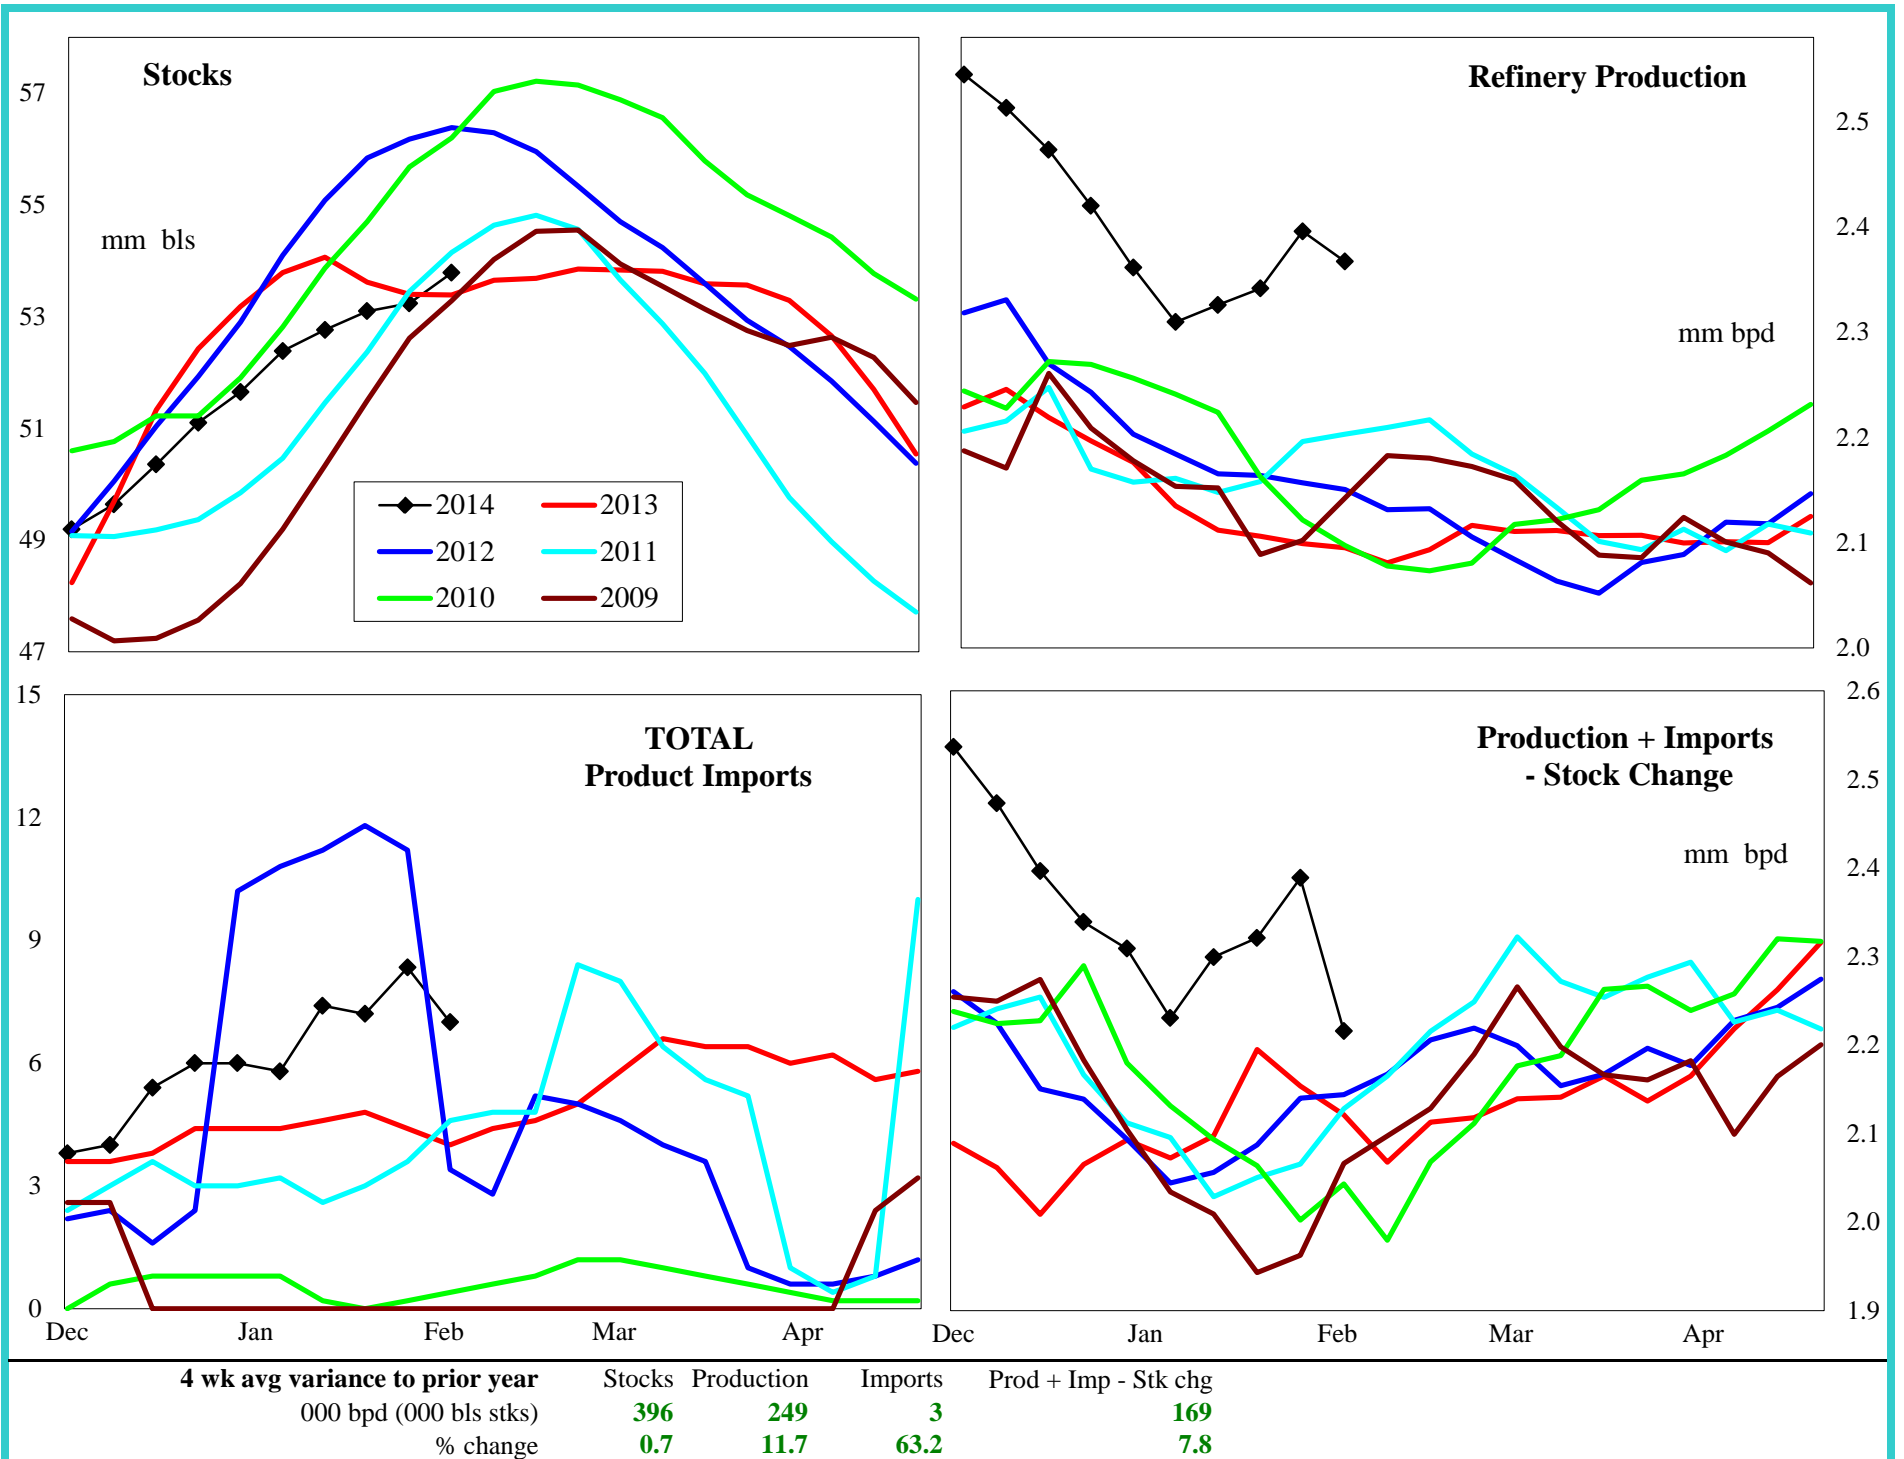 Stocks
57
55
53
51
49
47
mm bls
2014
2013
2012
2011
2010
2009
Refinery Production
2.5
2.4
2.3
2.2
2.1
2.0
mm bpd
TOTAL
Product Imports
15
12
9
6
3
0
Dec Jan Feb Mar Apr
Production + Imports
- Stock Change
mm bpd
2.6
2.5
2.4
2.3
2.2
2.1
2.0
1.9
Dec Jan Feb Mar Apr
4 wk avg variance to prior year Stocks Production Imports Prod + Imp - Stk chg
000 bpd (000 bls stks) 396 249 3 169
% change 0.7 11.7 63.2 7.8